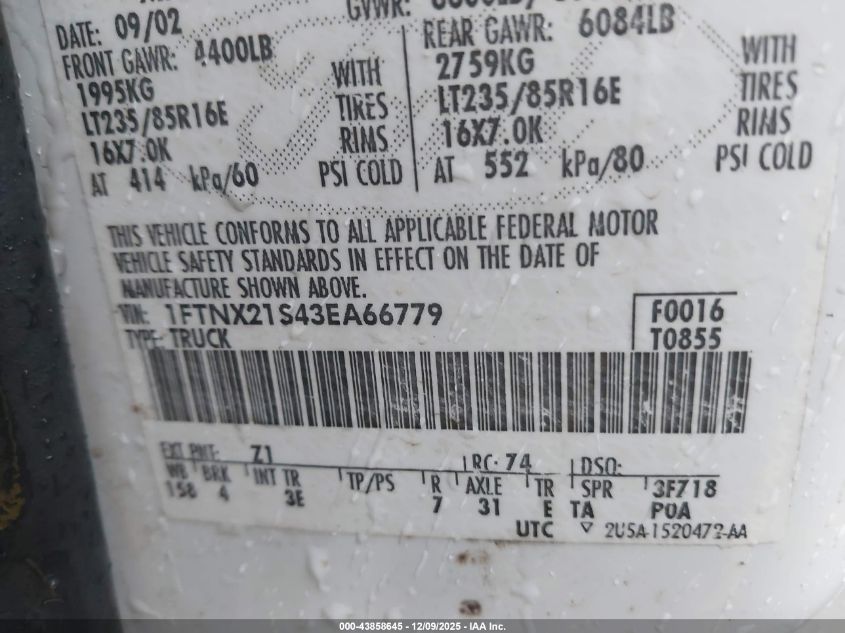 DATE: 09/02 GVWR:
FRONT GAWR: 4400LB REAR GAWR: 6084LB
1995KG WITH 2759KG WITH
LT235/85R16E TIRES LT235/85R16E TIRES
16X7.0K RIMS 16X7.0K RIMS
AT 414 kPa/60 PSI COLD AT 552 kPa/80 PSI COLD
THIS VEHICLE CONFORMS TO ALL APPLICABLE FEDERAL MOTOR
VEHICLE SAFETY STANDARDS IN EFFECT ON THE DATE OF
MANUFACTURE SHOWN ABOVE.
VIN: 1FTNX21S43EA66779 F0016
TYPE: TRUCK T0855
EXT PNT: Z1 RC: 74 DSO:
WB BRK INT TR TP/PS R AXLE TR SPR 3F718
158 4 3E 7 31 E TA POA
UTC ▽ 2U5A-1520472-AA
000-43858645 - 12/09/2025 - IAA Inc.